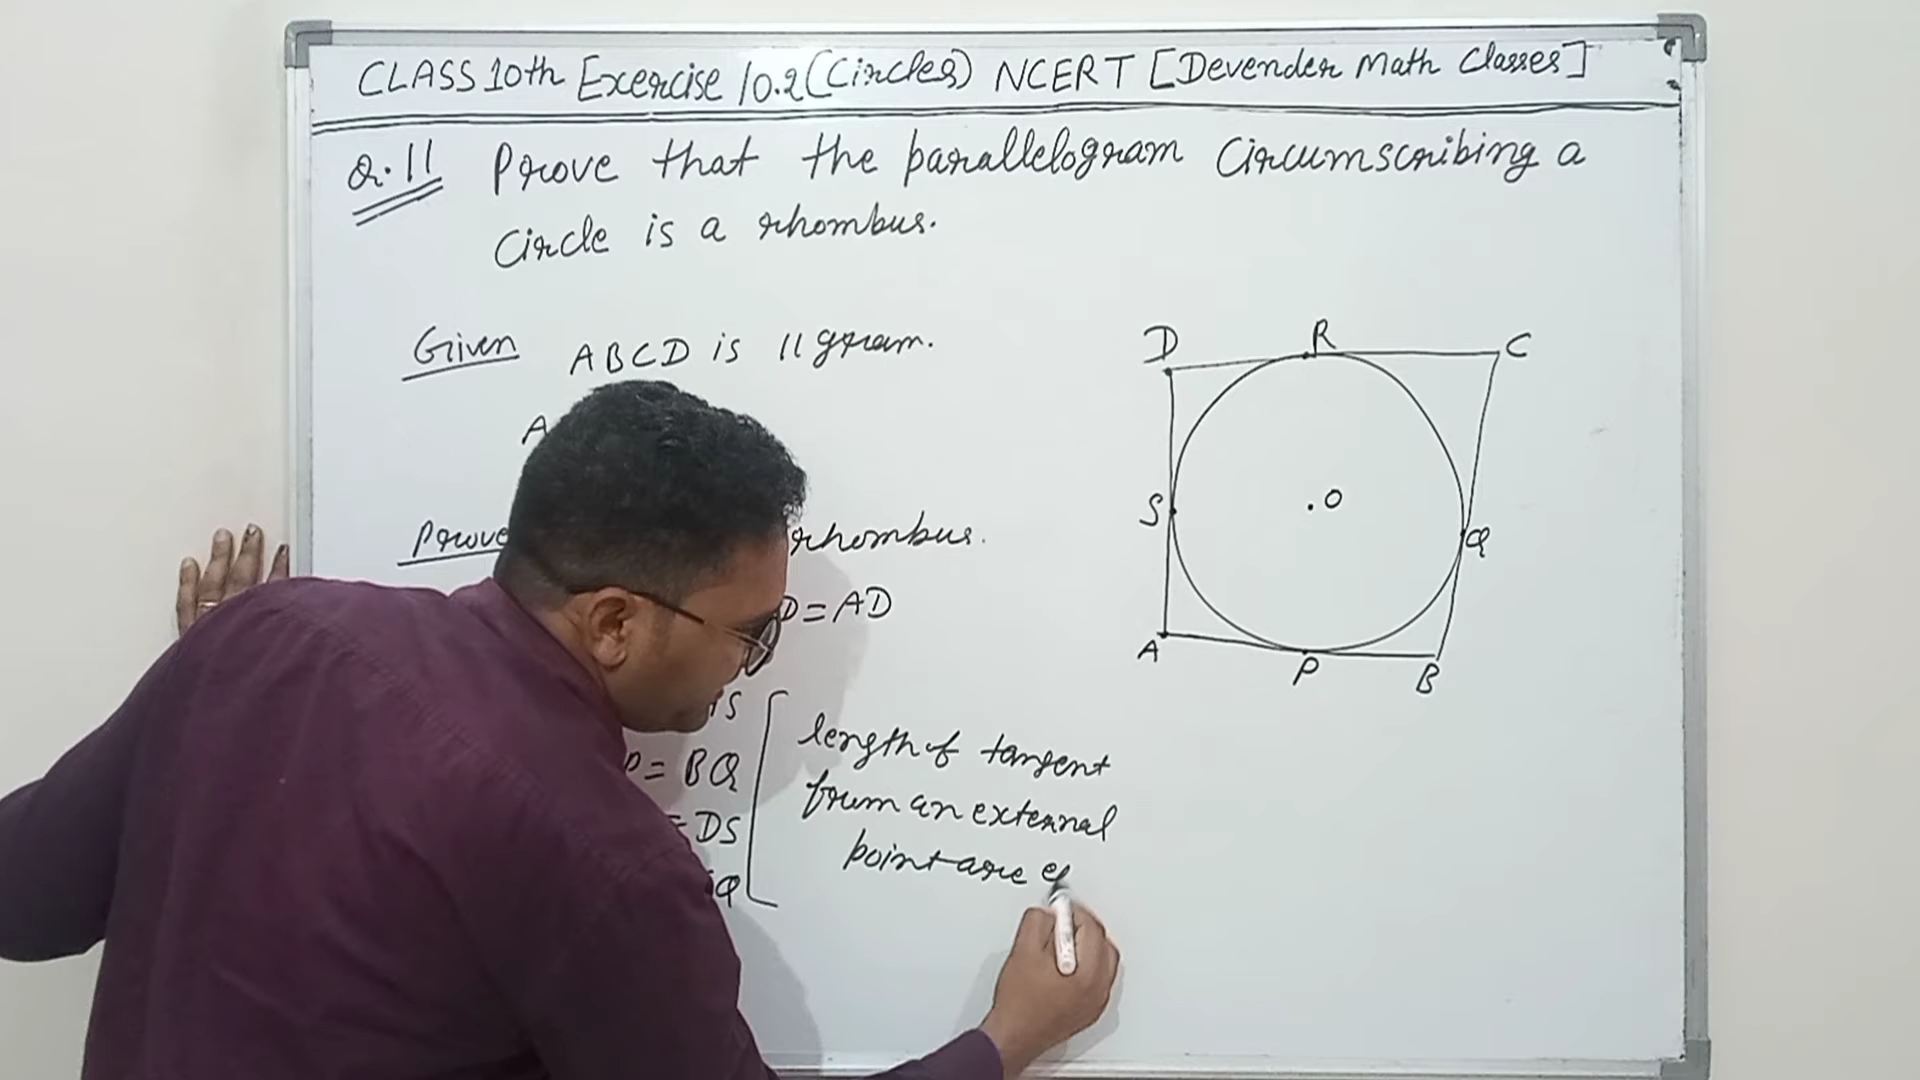 CLASS 10th Exercise 10.2 (Circles) NCERT [Devender Math Classes]
Q.11 Prove that the parallelogram circumscribing a
circle is a rhombus.
Given ABCD is ||gram.
A
Prove rhombus.
D = AD
S
P = BQ
= DS
Q
length of tangent
from an external
point are e
D R C
S . O Q
A P B